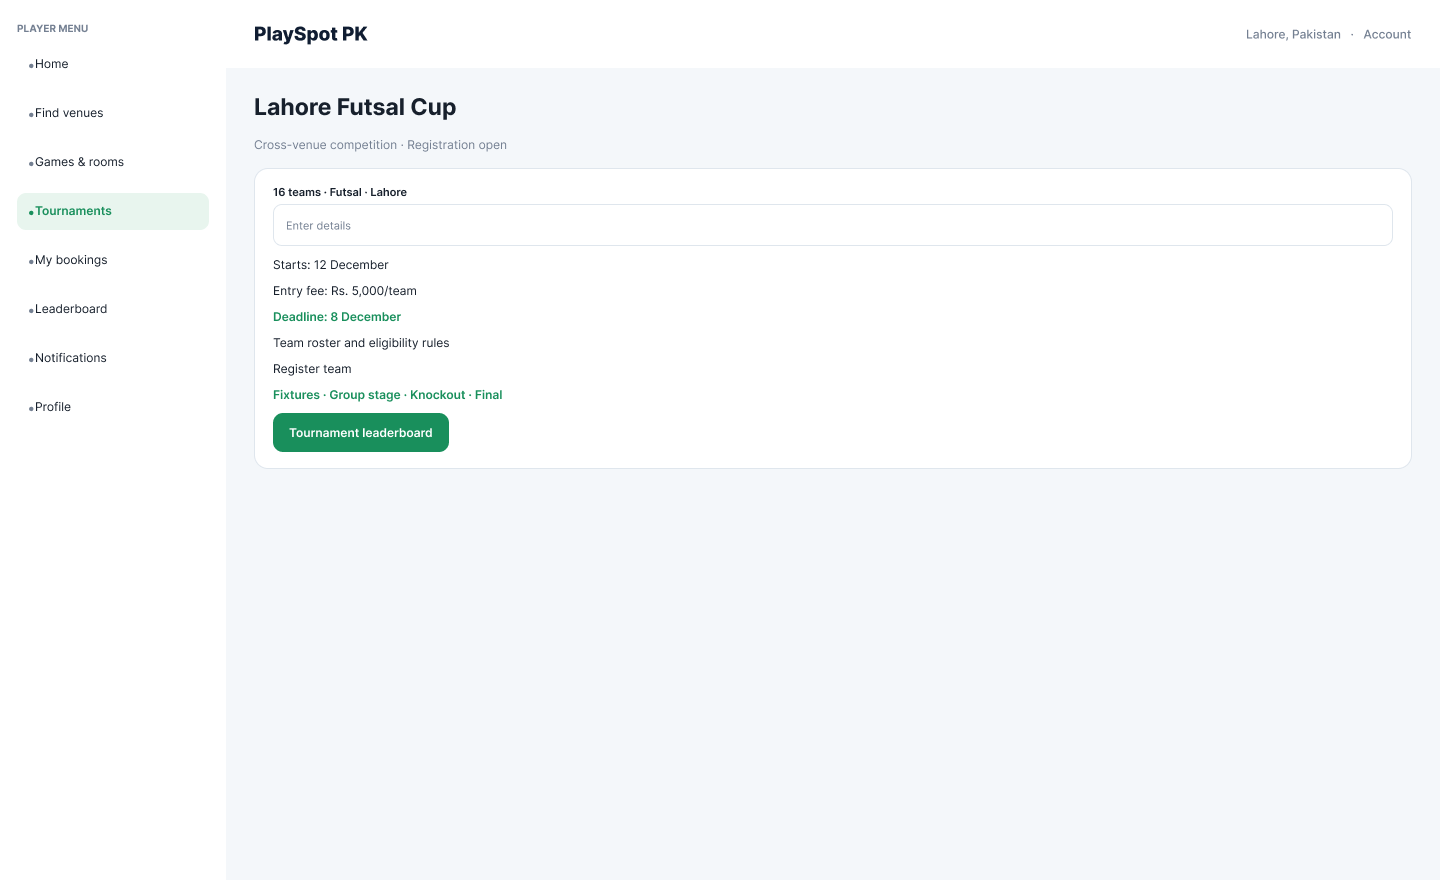 PLAYER MENU
Home
Find venues
Games & rooms
Tournaments
My bookings
Leaderboard
Notifications
Profile
PlaySpot PK
Lahore, Pakistan · Account
Lahore Futsal Cup
Cross-venue competition · Registration open
16 teams · Futsal · Lahore
Enter details
Starts: 12 December
Entry fee: Rs. 5,000/team
Deadline: 8 December
Team roster and eligibility rules
Register team
Fixtures · Group stage · Knockout · Final
Tournament leaderboard